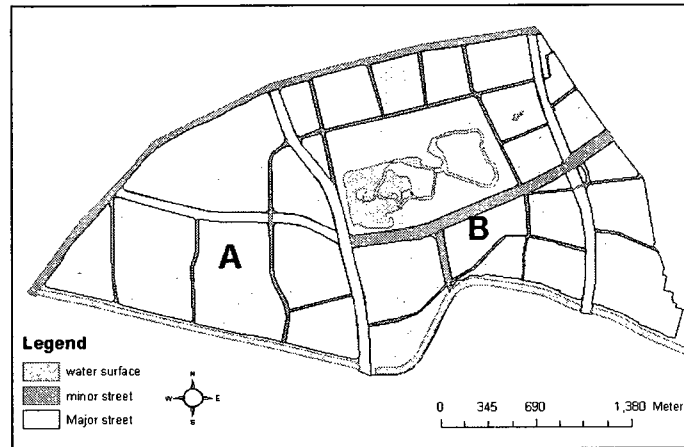 A
B
Legend
water surface
minor street
Major street
N
W E
S
0 345 690 1,380 Meter